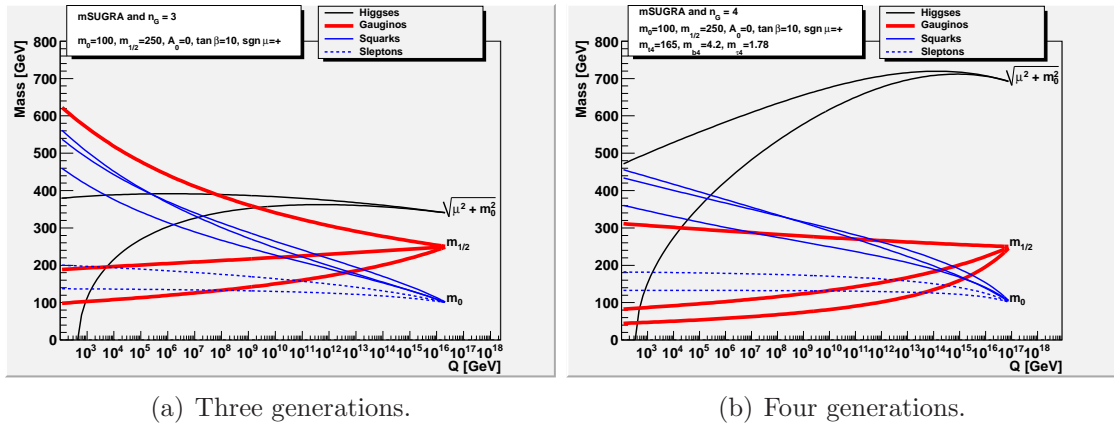 mSUGRA and n_G = 3
m_0=100, m_1/2=250, A_0=0, tan β=10, sgn μ=+
Higgses
Gauginos
Squarks
Sleptons
Mass [GeV]
800
700
600
500
400
300
200
100
0
√μ² + m_0²
m_1/2
m_0
10³ 10⁴ 10⁵ 10⁶ 10⁷ 10⁸ 10⁹ 10¹⁰ 10¹¹ 10¹² 10¹³ 10¹⁴ 10¹⁵ 10¹⁶ 10¹⁷ 10¹⁸
Q [GeV]
(a) Three generations.
mSUGRA and n_G = 4
m_0=100, m_1/2=250, A_0=0, tan β=10, sgn μ=+
m_t4=165, m_b4=4.2, m_τ4=1.78
Higgses
Gauginos
Squarks
Sleptons
Mass [GeV]
800
700
600
500
400
300
200
100
0
√μ² + m_0²
m_1/2
m_0
10³ 10⁴ 10⁵ 10⁶ 10⁷ 10⁸ 10⁹ 10¹⁰ 10¹¹ 10¹² 10¹³ 10¹⁴ 10¹⁵ 10¹⁶ 10¹⁷ 10¹⁸
Q [GeV]
(b) Four generations.